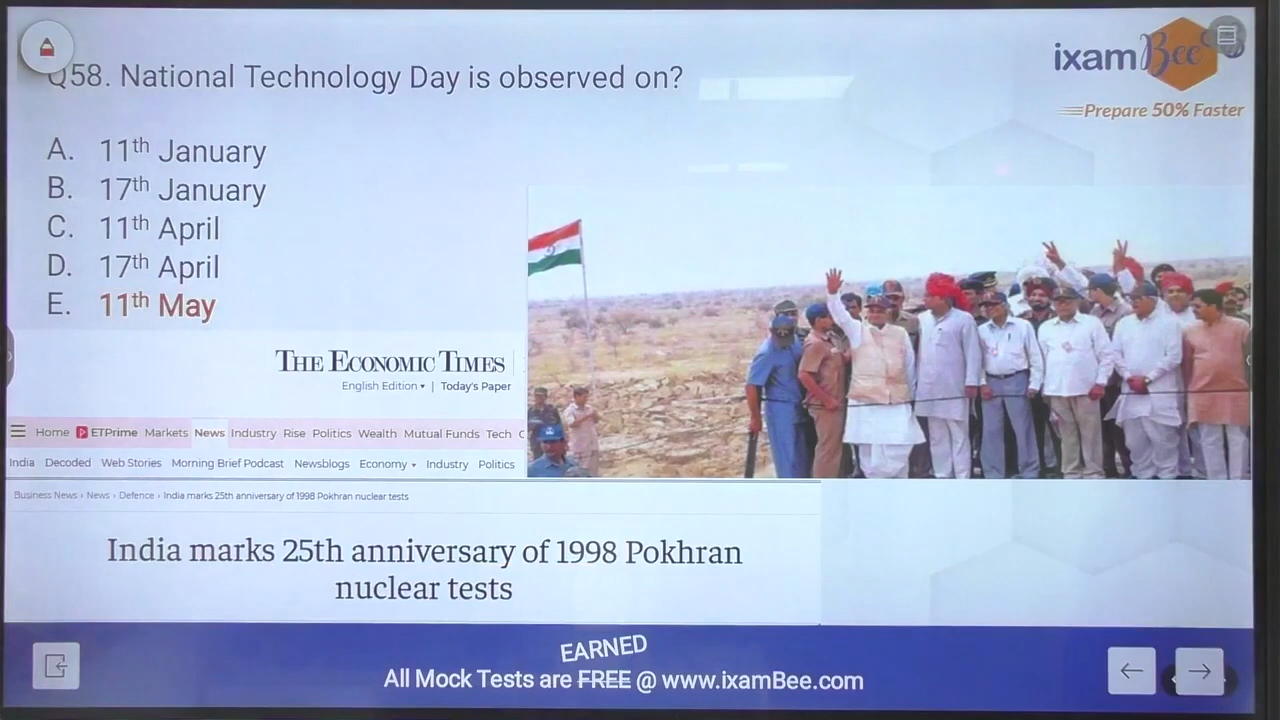 Q58. National Technology Day is observed on?
ixamBee
Prepare 50% Faster
A. 11th January
B. 17th January
C. 11th April
D. 17th April
E. 11th May
THE ECONOMIC TIMES
English Edition ▾ | Today's Paper
Home ETPrime Markets News Industry Rise Politics Wealth Mutual Funds Tech
India Decoded Web Stories Morning Brief Podcast Newsblogs Economy ▾ Industry Politics
Business News › News › Defence › India marks 25th anniversary of 1998 Pokhran nuclear tests
India marks 25th anniversary of 1998 Pokhran
nuclear tests
EARNED
All Mock Tests are FREE @ www.ixamBee.com